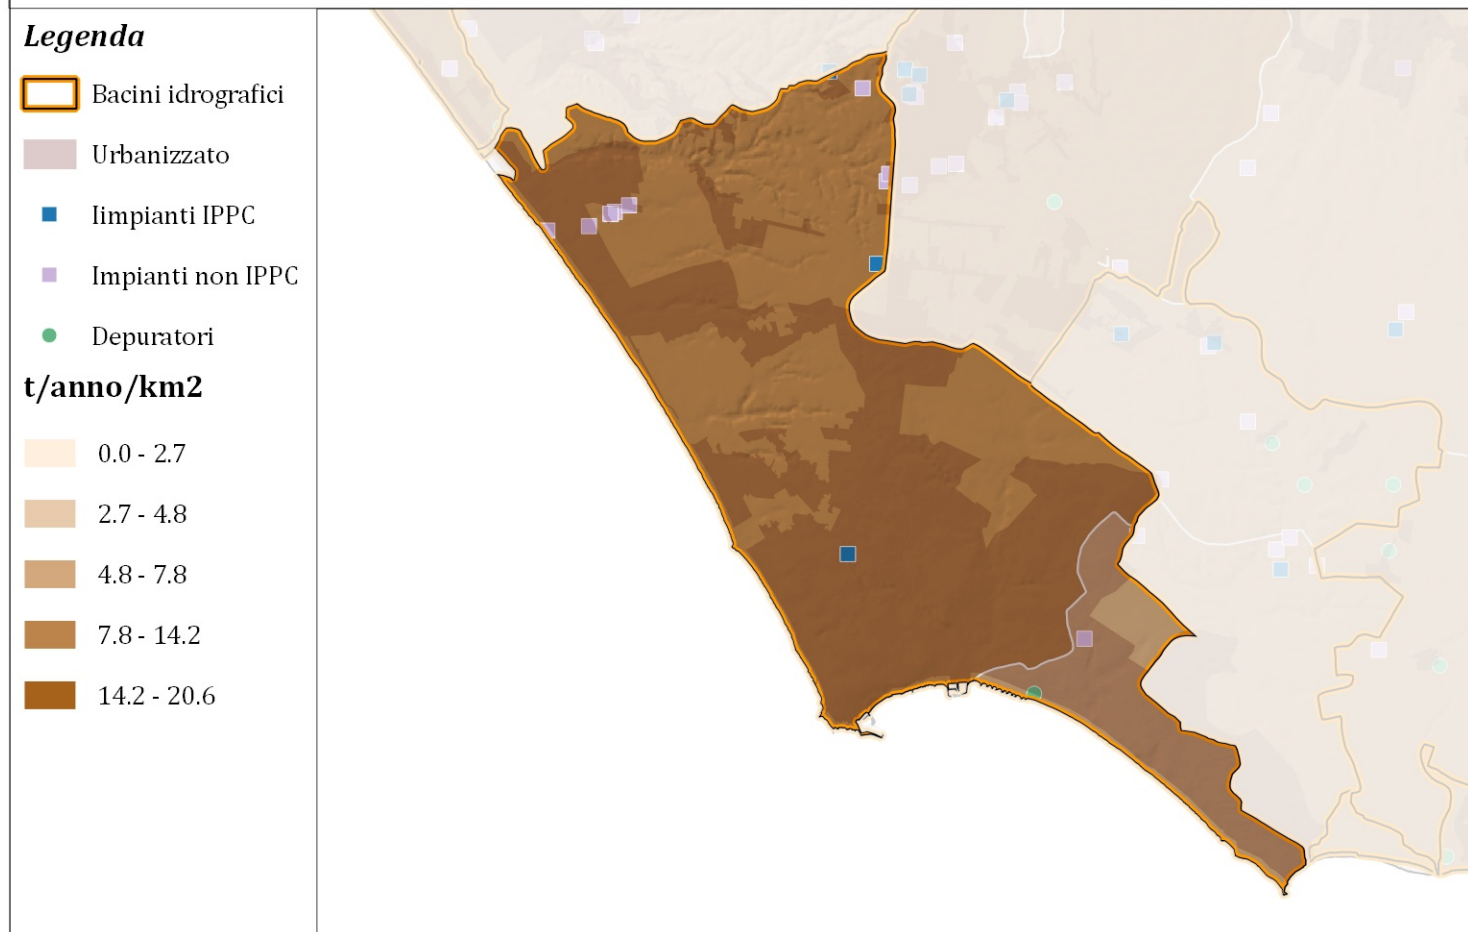 Legenda
Bacini idrografici
Urbanizzato
Iimpianti IPPC
Impianti non IPPC
Depuratori
t/anno/km2
0.0 - 2.7
2.7 - 4.8
4.8 - 7.8
7.8 - 14.2
14.2 - 20.6